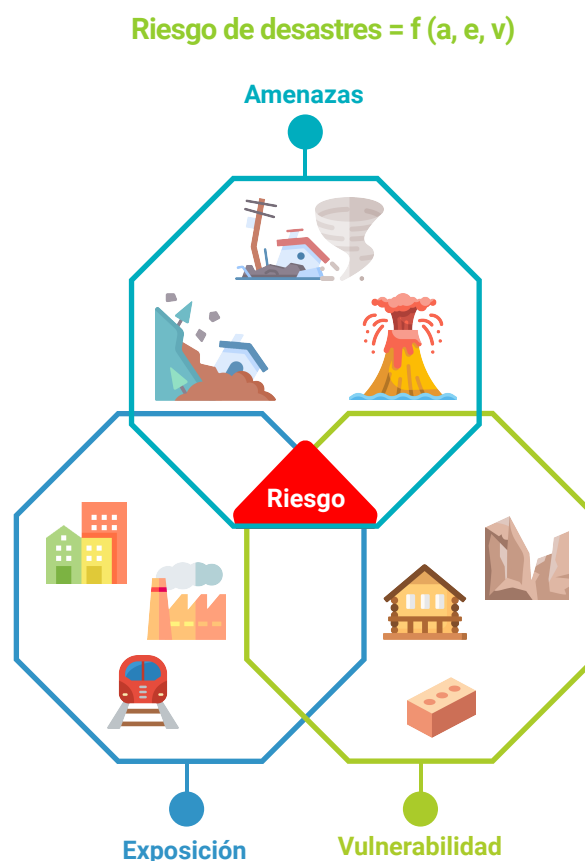 Riesgo de desastres = f (a, e, v)
Amenazas
Riesgo
Exposición
Vulnerabilidad